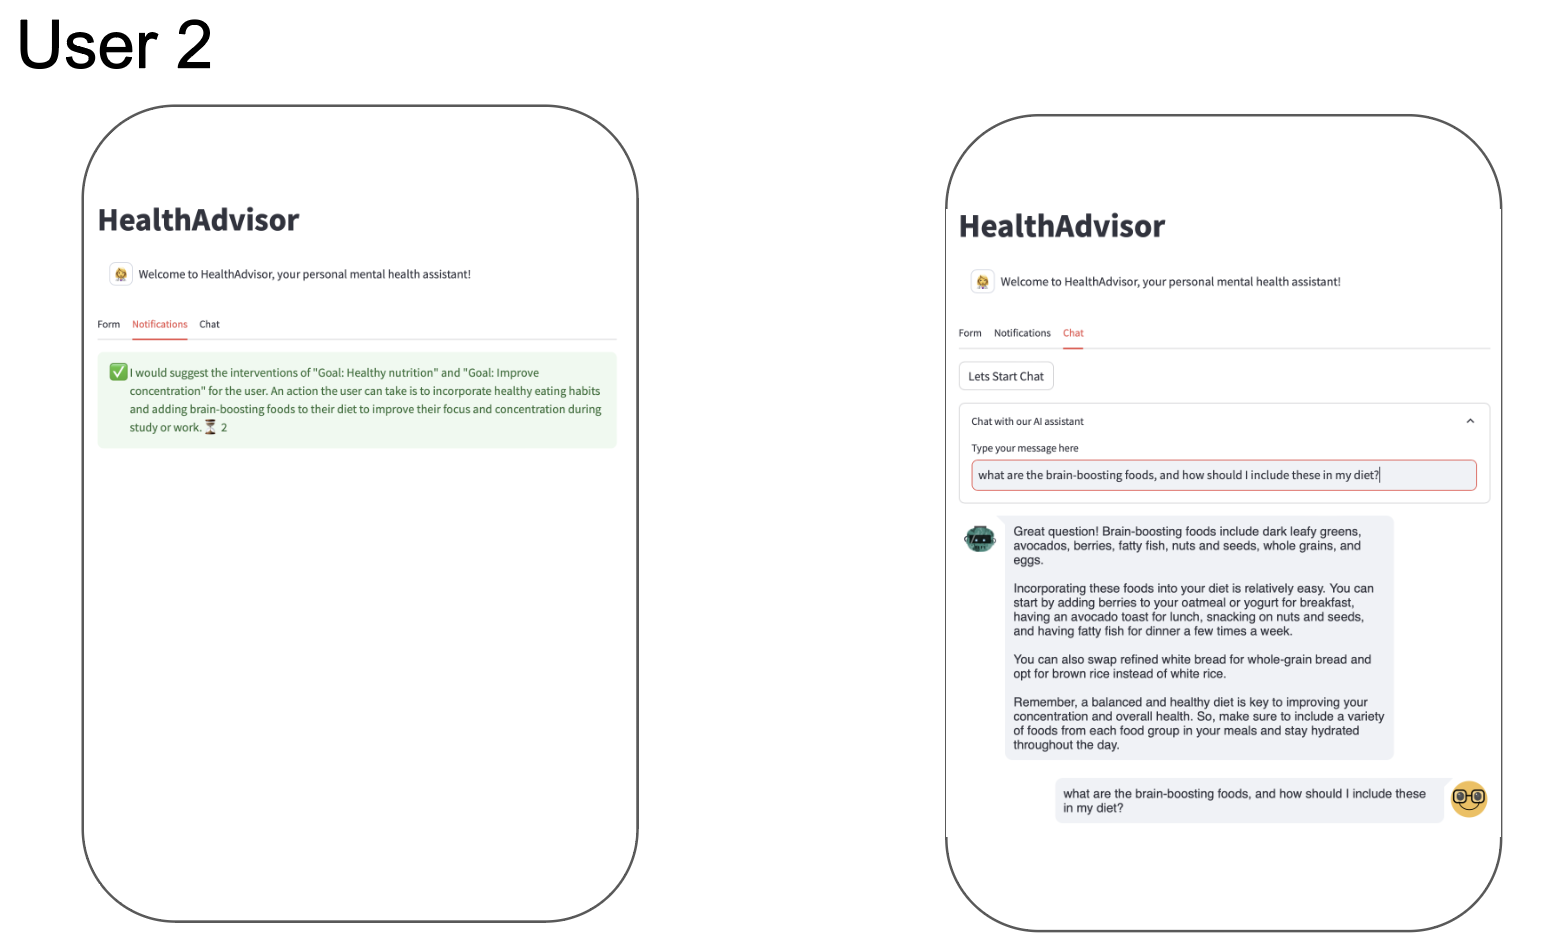 User 2
HealthAdvisor
Welcome to HealthAdvisor, your personal mental health assistant!
Form Notifications Chat
I would suggest the interventions of "Goal: Healthy nutrition" and "Goal: Improve
concentration" for the user. An action the user can take is to incorporate healthy eating habits
and adding brain-boosting foods to their diet to improve their focus and concentration during
study or work. ⏳ 2
HealthAdvisor
Welcome to HealthAdvisor, your personal mental health assistant!
Form Notifications Chat
Lets Start Chat
Chat with our AI assistant
Type your message here
what are the brain-boosting foods, and how should I include these in my diet?
Great question! Brain-boosting foods include dark leafy greens,
avocados, berries, fatty fish, nuts and seeds, whole grains, and
eggs.
Incorporating these foods into your diet is relatively easy. You can
start by adding berries to your oatmeal or yogurt for breakfast,
having an avocado toast for lunch, snacking on nuts and seeds,
and having fatty fish for dinner a few times a week.
You can also swap refined white bread for whole-grain bread and
opt for brown rice instead of white rice.
Remember, a balanced and healthy diet is key to improving your
concentration and overall health. So, make sure to include a variety
of foods from each food group in your meals and stay hydrated
throughout the day.
what are the brain-boosting foods, and how should I include these
in my diet?